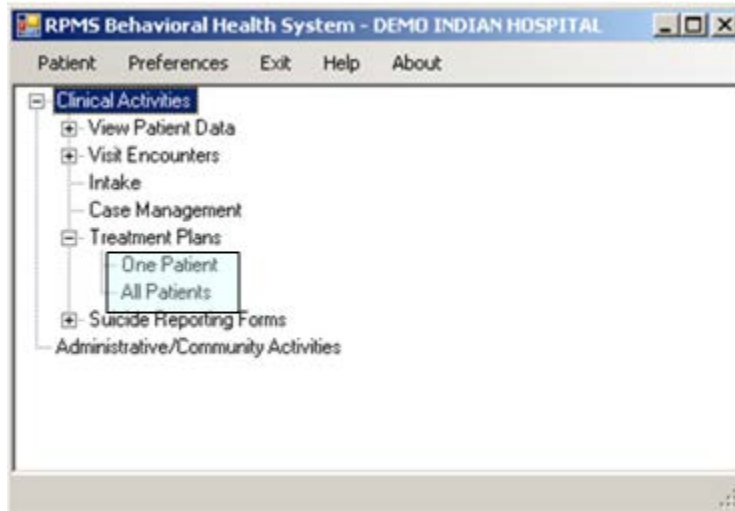 RPMS Behavioral Health System - DEMO INDIAN HOSPITAL
Patient Preferences Exit Help About
Clinical Activities
View Patient Data
Visit Encounters
Intake
Case Management
Treatment Plans
One Patient
All Patients
Suicide Reporting Forms
Administrative/Community Activities